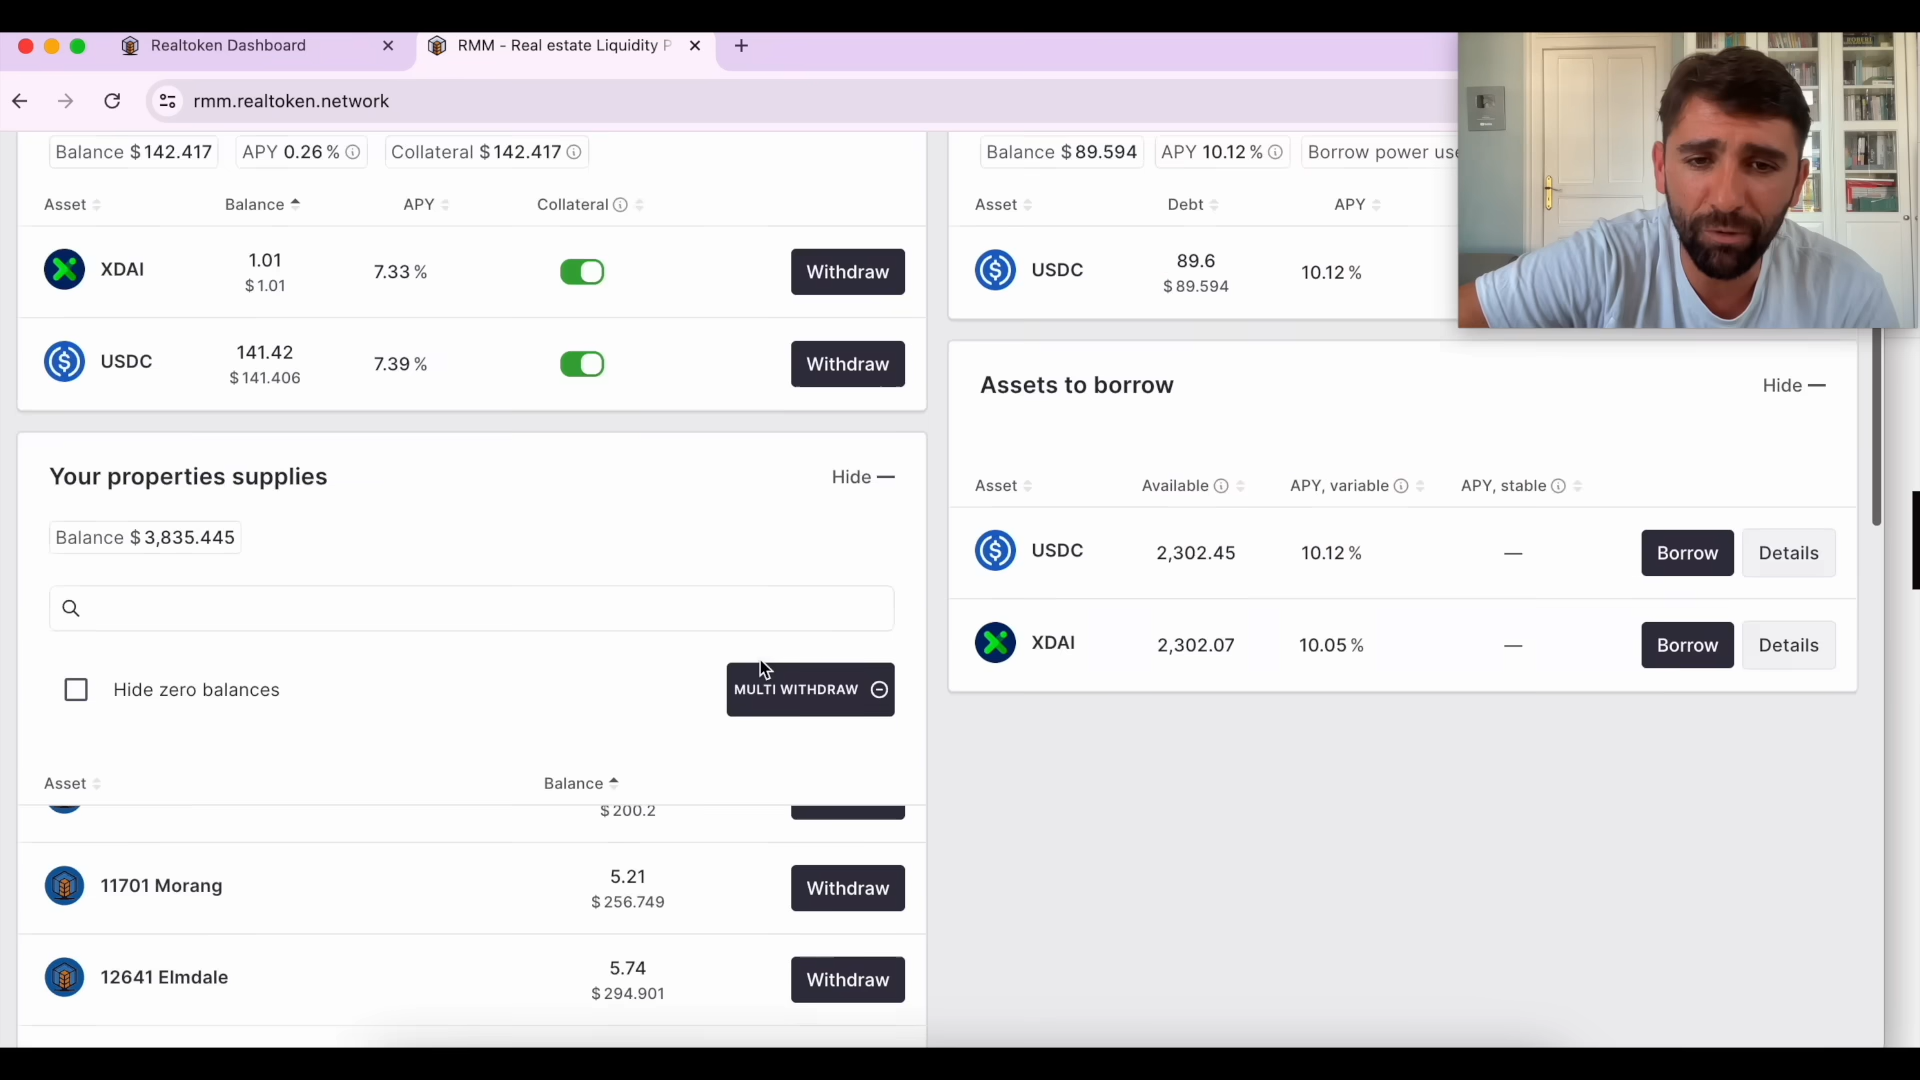 Realtoken Dashboard
RMM - Real estate Liquidity P
rmm.realtoken.network
Balance $142.417
APY 0.26 %
Collateral $142.417
Asset
Balance
APY
Collateral
XDAI
1.01
$1.01
7.33 %
Withdraw
USDC
141.42
$141.406
7.39 %
Withdraw
Your properties supplies
Hide
Balance $3,835.445
Hide zero balances
MULTI WITHDRAW
Asset
Balance
$200.2
11701 Morang
5.21
$256.749
Withdraw
12641 Elmdale
5.74
$294.901
Withdraw
Balance $89.594
APY 10.12 %
Borrow power use
Asset
Debt
APY
USDC
89.6
$89.594
10.12 %
Assets to borrow
Hide
Asset
Available
APY, variable
APY, stable
USDC
2,302.45
10.12 %
—
Borrow
Details
XDAI
2,302.07
10.05 %
—
Borrow
Details